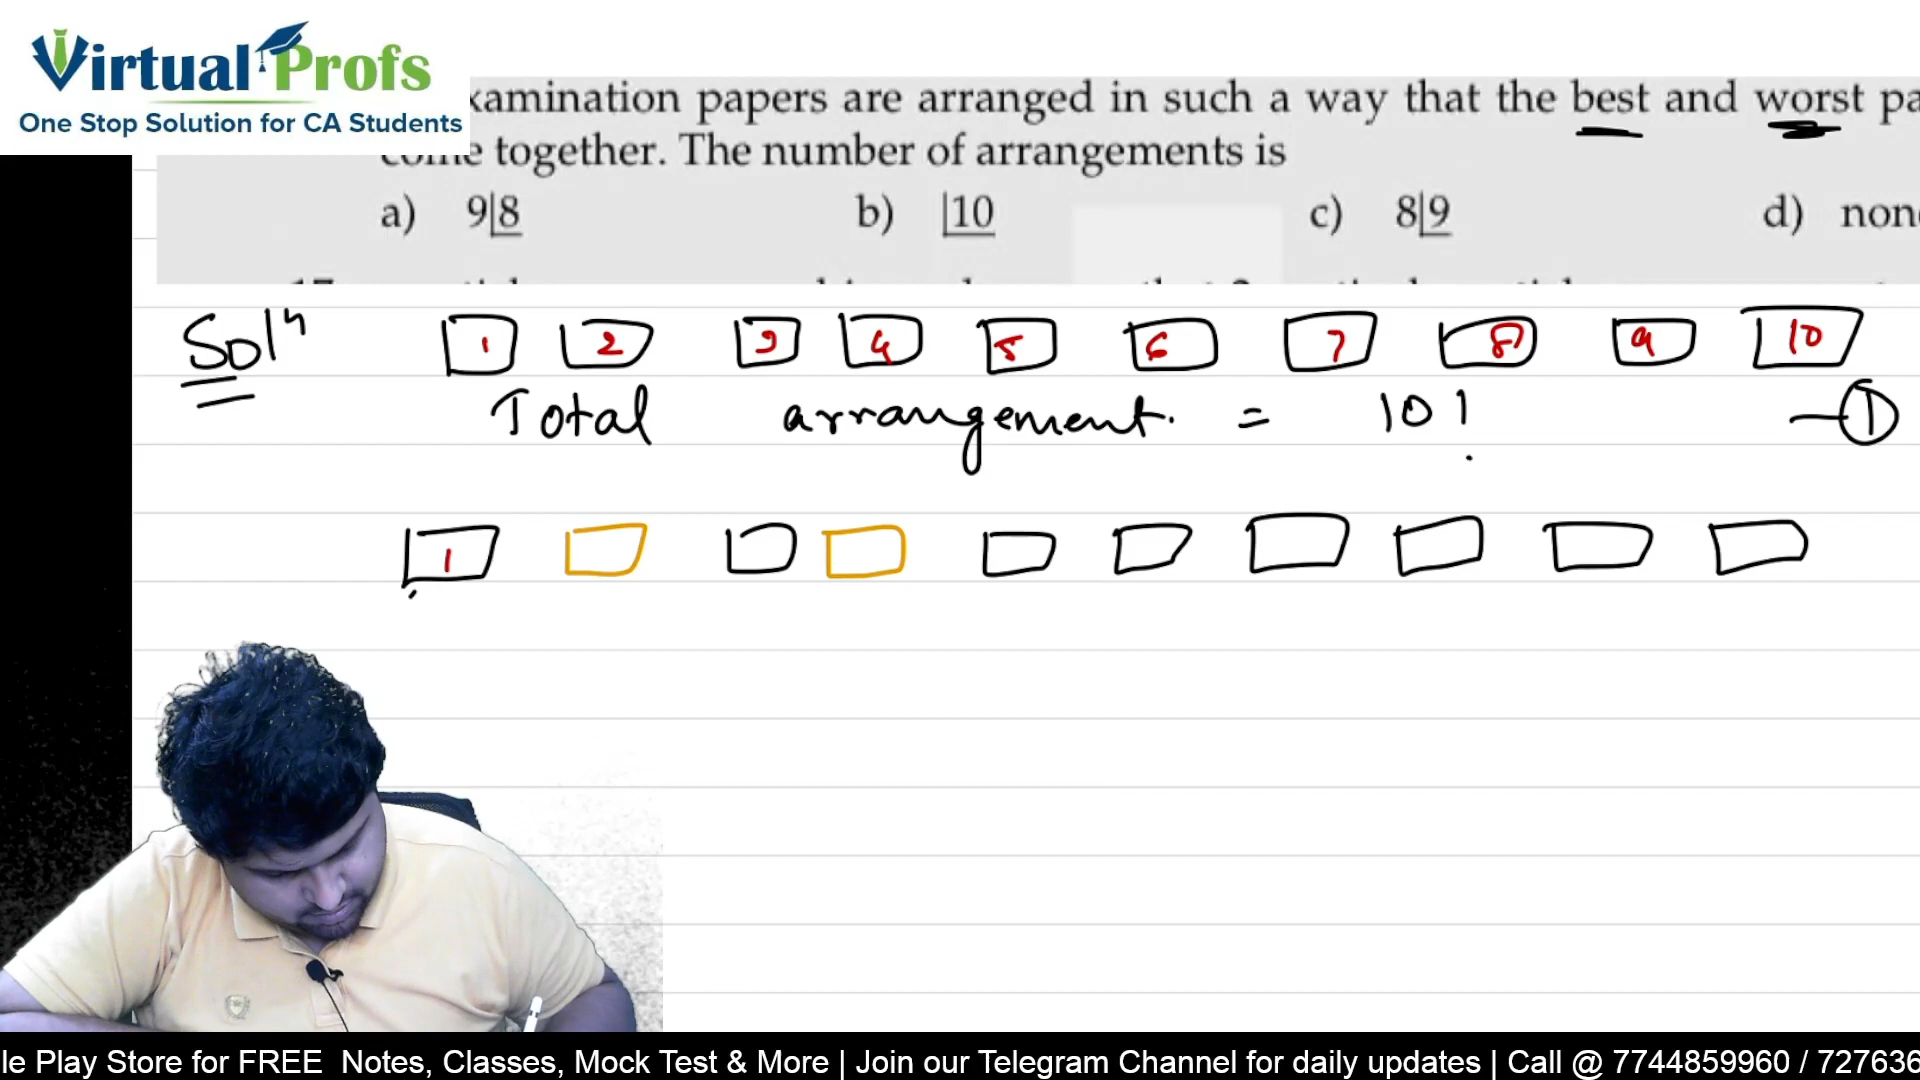 Virtual Profs
One Stop Solution for CA Students
xamination papers are arranged in such a way that the best and worst pa
come together. The number of arrangements is
a) 9|8 b) |10 c) 8|9 d) non
Solⁿ 1 2 3 4 5 6 7 8 9 10
Total arrangement. = 10! —①
1
le Play Store for FREE Notes, Classes, Mock Test & More | Join our Telegram Channel for daily updates | Call @ 7744859960 / 727636